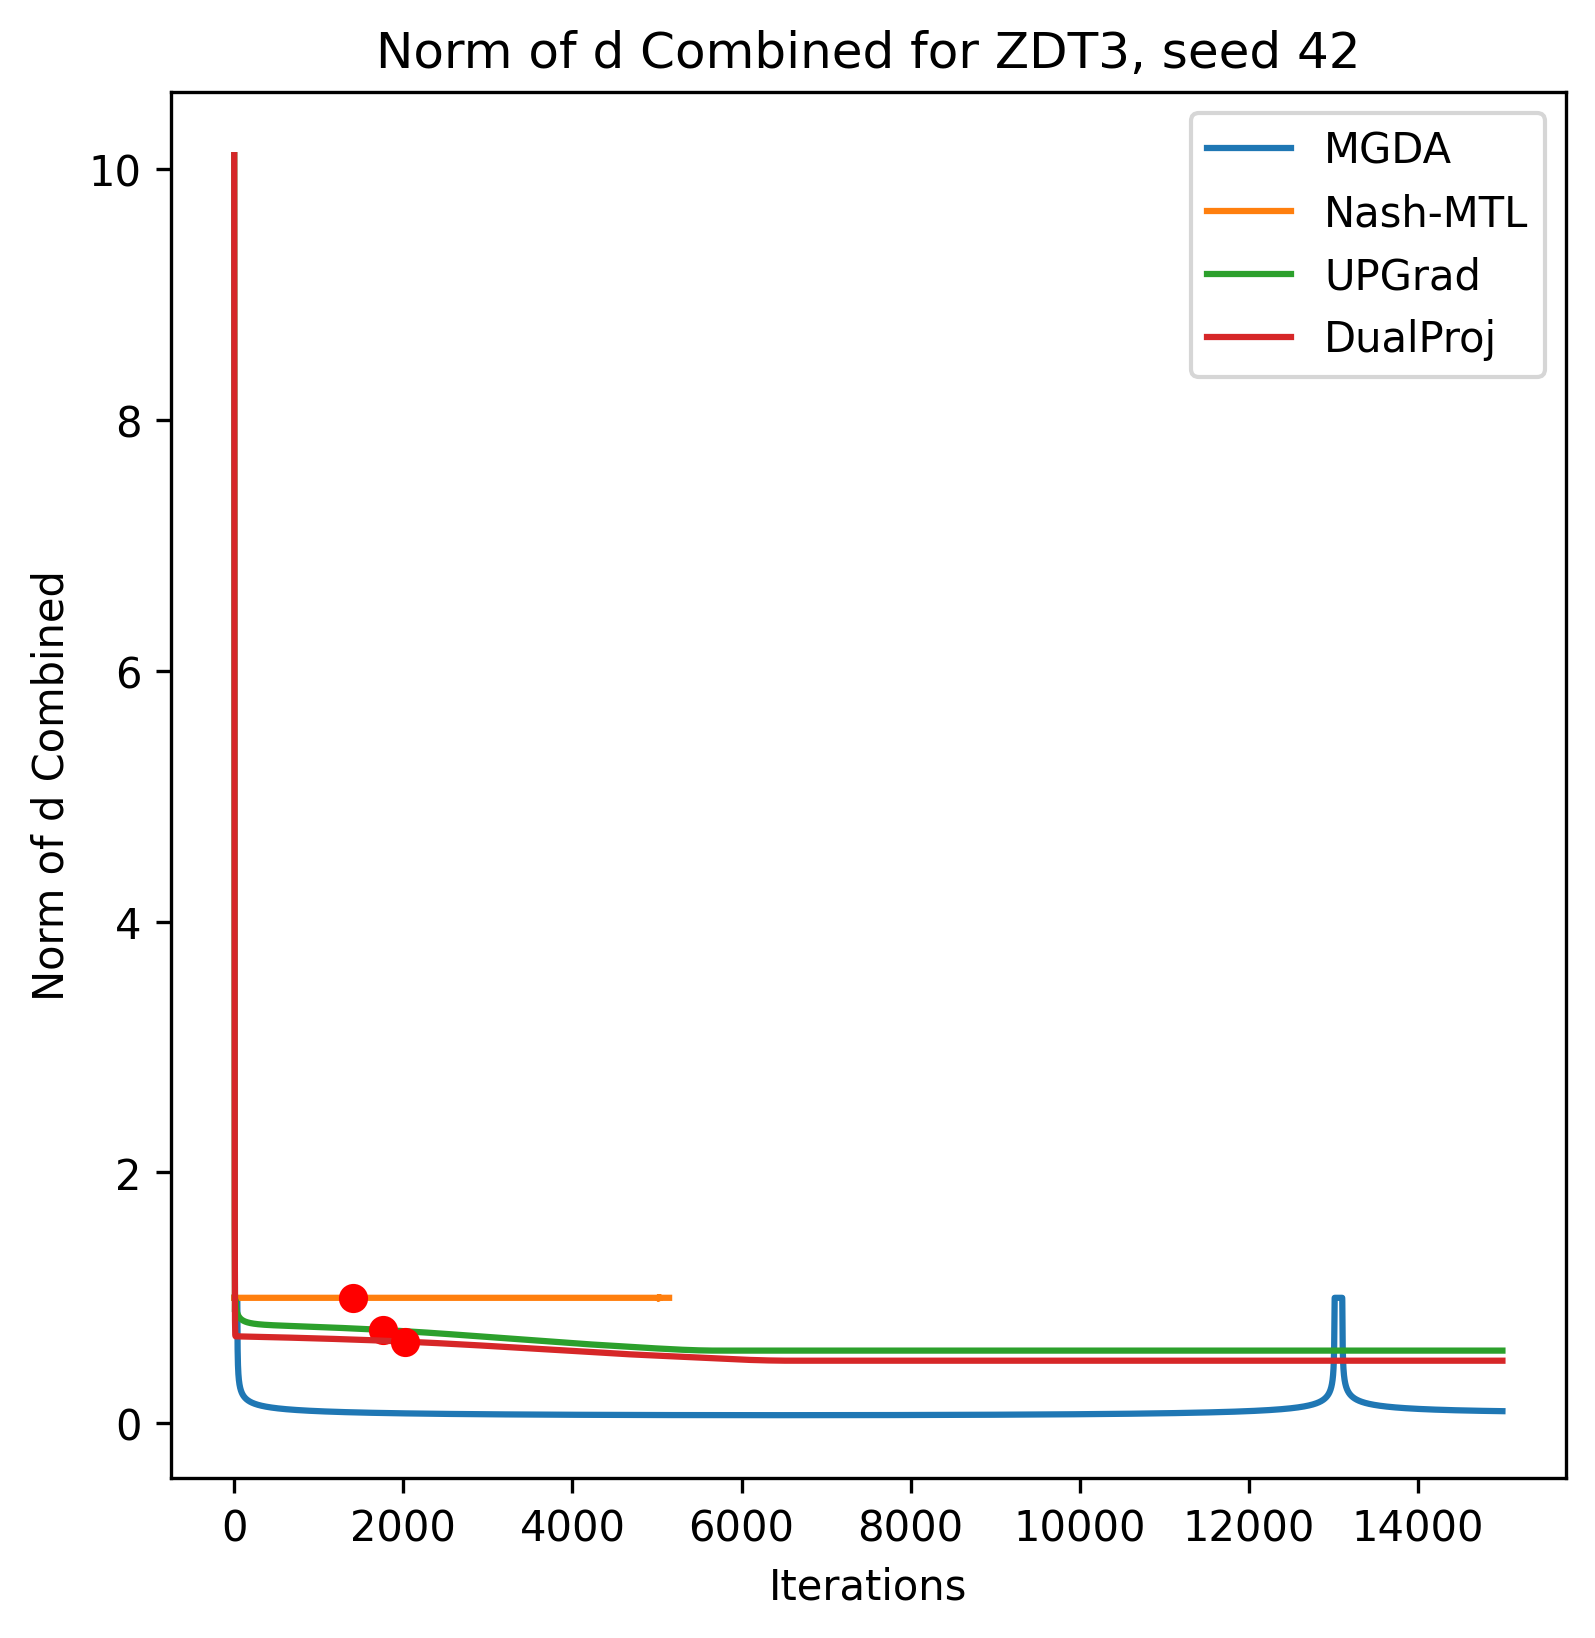 Norm of d Combined for ZDT3, seed 42
MGDA
Nash-MTL
UPGrad
DualProj
Norm of d Combined
10
8
6
4
2
0
0 2000 4000 6000 8000 10000 12000 14000
Iterations